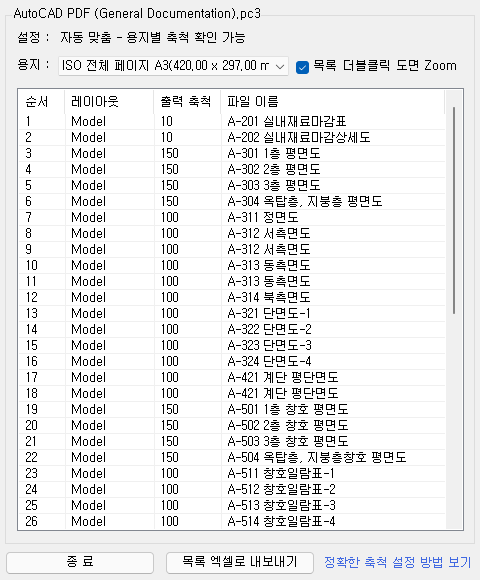 AutoCAD PDF (General Documentation).pc3
설정 : 자동 맞춤 - 용지별 축척 확인 가능
용지 : ISO 전체 페이지 A3(420.00 x 297.00 m 목록 더블클릭 도면 Zoom
순서 레이아웃 출력 축척 파일 이름
1 Model 10 A-201 실내재료마감표
2 Model 10 A-202 실내재료마감상세도
3 Model 150 A-301 1층 평면도
4 Model 150 A-302 2층 평면도
5 Model 150 A-303 3층 평면도
6 Model 150 A-304 옥탑층, 지붕층 평면도
7 Model 100 A-311 정면도
8 Model 100 A-312 서측면도
9 Model 100 A-312 서측면도
10 Model 100 A-313 동측면도
11 Model 100 A-313 동측면도
12 Model 100 A-314 북측면도
13 Model 100 A-321 단면도-1
14 Model 100 A-322 단면도-2
15 Model 100 A-323 단면도-3
16 Model 100 A-324 단면도-4
17 Model 100 A-421 계단 평단면도
18 Model 100 A-421 계단 평단면도
19 Model 150 A-501 1층 창호 평면도
20 Model 150 A-502 2층 창호 평면도
21 Model 150 A-503 3층 창호 평면도
22 Model 150 A-504 옥탑층, 지붕층창호 평면도
23 Model 100 A-511 창호일람표-1
24 Model 100 A-512 창호일람표-2
25 Model 100 A-513 창호일람표-3
26 Model 100 A-514 창호일람표-4
종 료 목록 엑셀로 내보내기 정확한 축척 설정 방법 보기